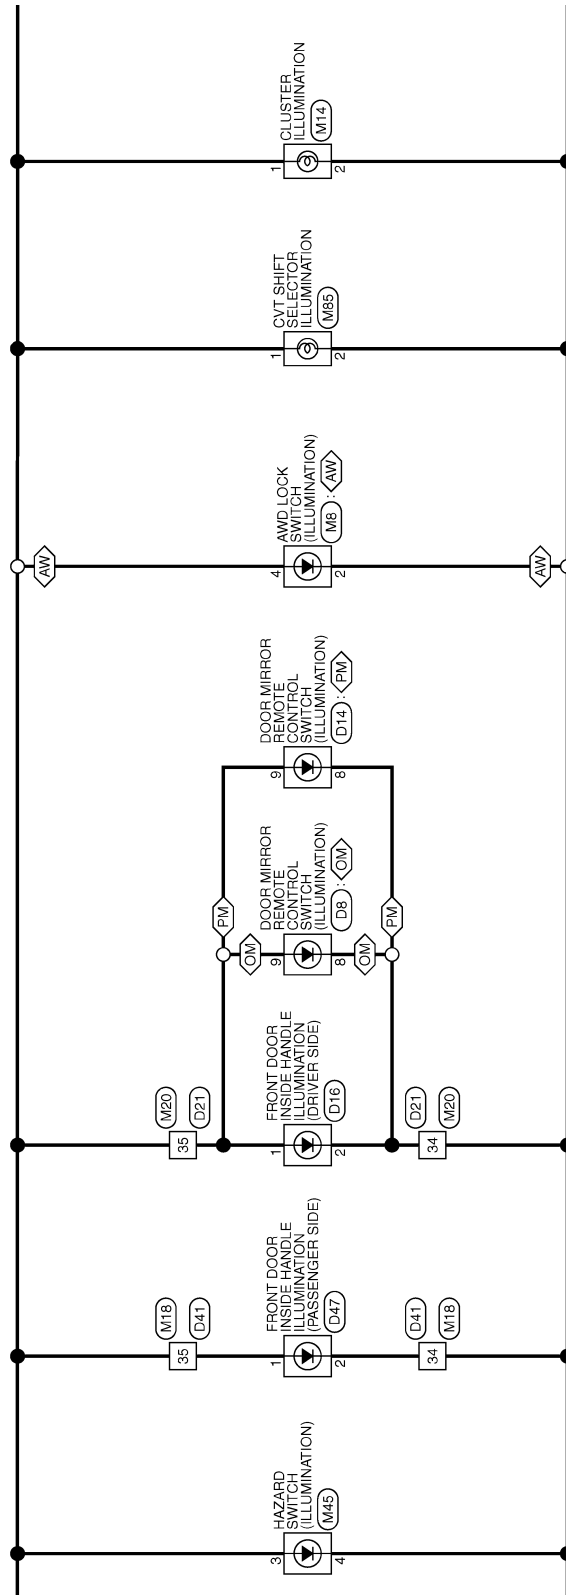 CLUSTER
ILLUMINATION
M14
1
2
CVT SHIFT
SELECTOR
ILLUMINATION
M85
1
2
AW
AWD LOCK
SWITCH
(ILLUMINATION)
M8 : AW
4
2
AW
DOOR MIRROR
REMOTE
CONTROL
SWITCH
(ILLUMINATION)
D14 : PM
9
8
PM
PM
DOOR MIRROR
REMOTE
CONTROL
SWITCH
(ILLUMINATION)
D8 : OM
OM
9
8
OM
M20
D21
35
FRONT DOOR
INSIDE HANDLE
ILLUMINATION
(DRIVER SIDE)
D16
1
2
D21
M20
34
M18
D41
35
FRONT DOOR
INSIDE HANDLE
ILLUMINATION
(PASSENGER SIDE)
D47
1
2
D41
M18
34
HAZARD
SWITCH
(ILLUMINATION)
M45
3
4